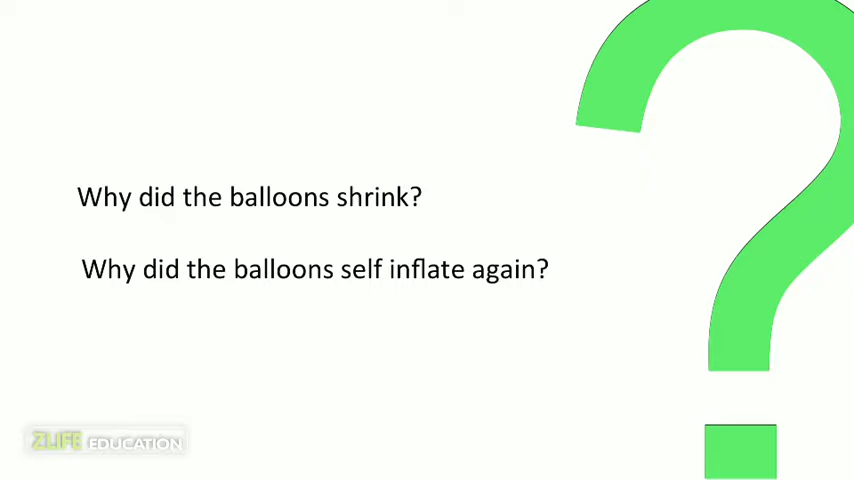 Why did the balloons shrink?
Why did the balloons self inflate again?
ZLIFE EDUCATION